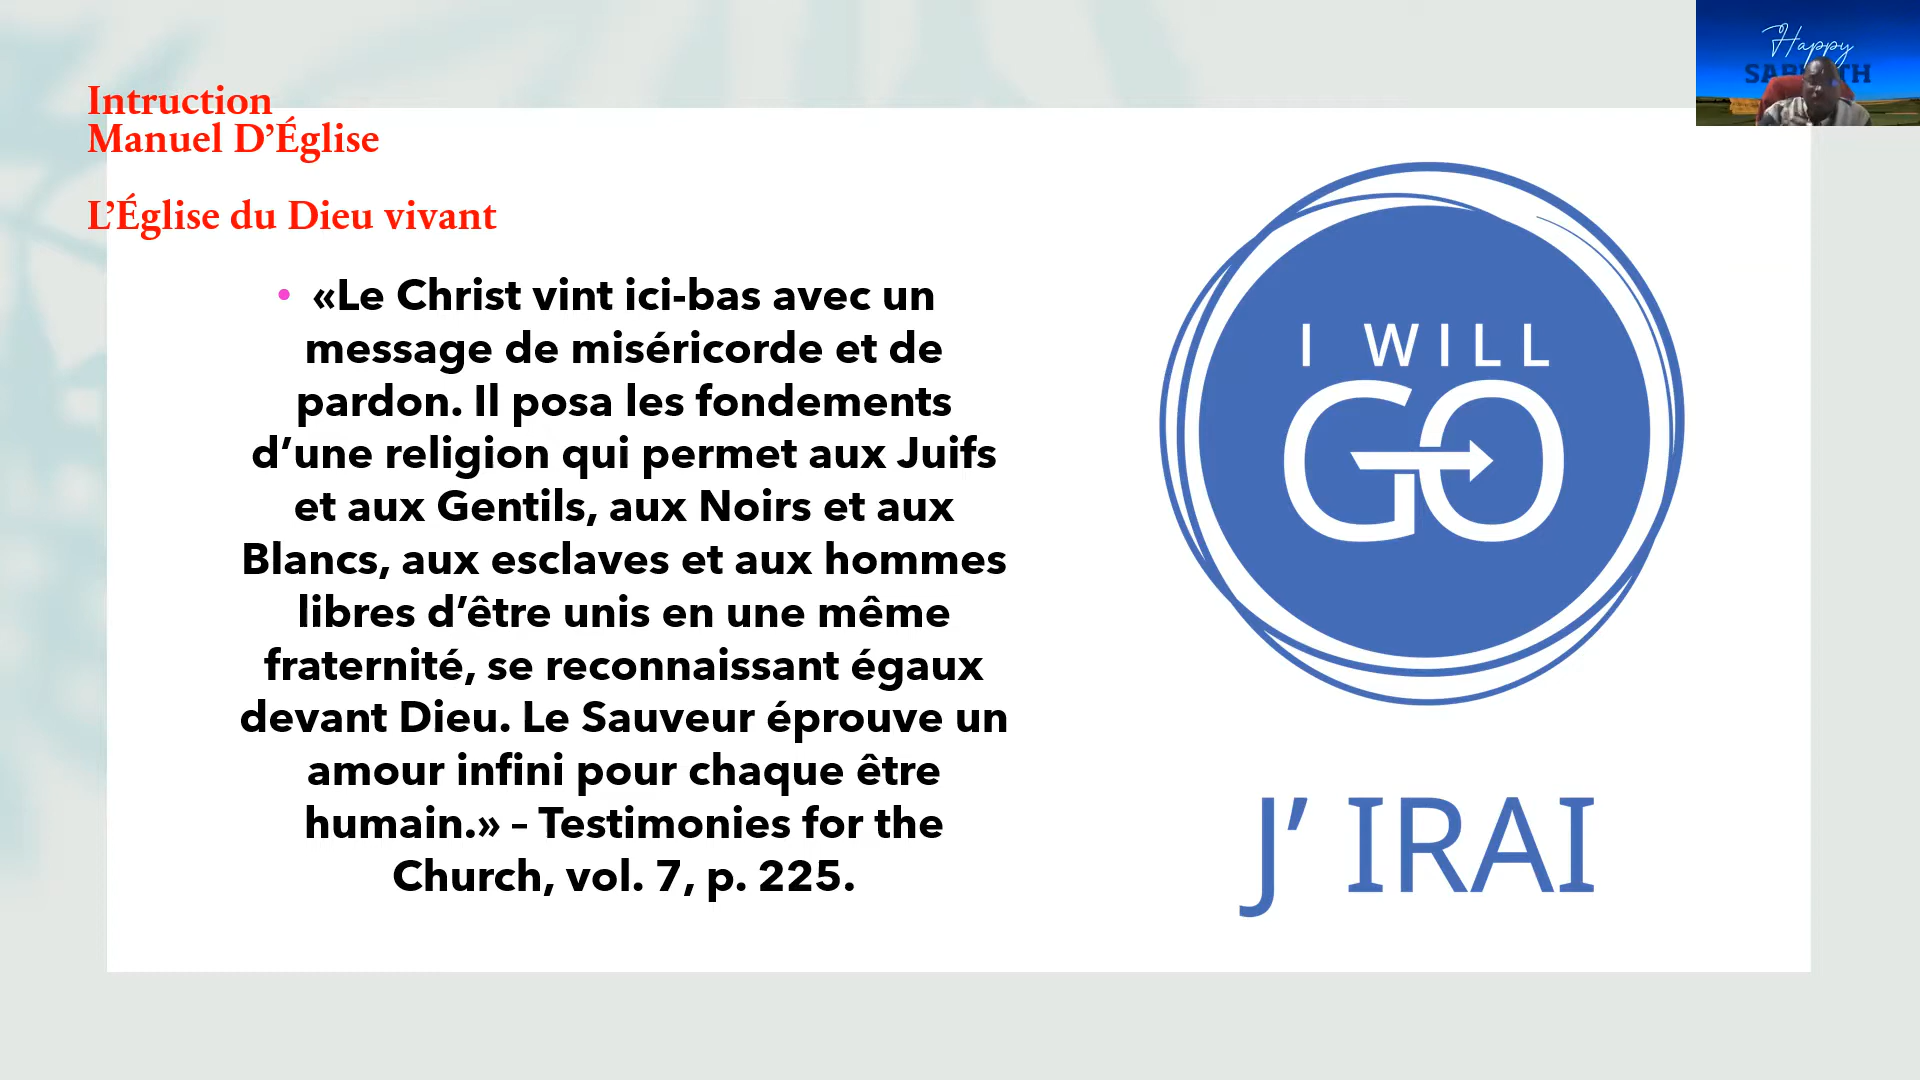 Intruction
Manuel D’Église
L’Église du Dieu vivant
• «Le Christ vint ici-bas avec un
message de miséricorde et de
pardon. Il posa les fondements
d’une religion qui permet aux Juifs
et aux Gentils, aux Noirs et aux
Blancs, aux esclaves et aux hommes
libres d’être unis en une même
fraternité, se reconnaissant égaux
devant Dieu. Le Sauveur éprouve un
amour infini pour chaque être
humain.» – Testimonies for the
Church, vol. 7, p. 225.
I WILL
GO
J’ IRAI
Happy